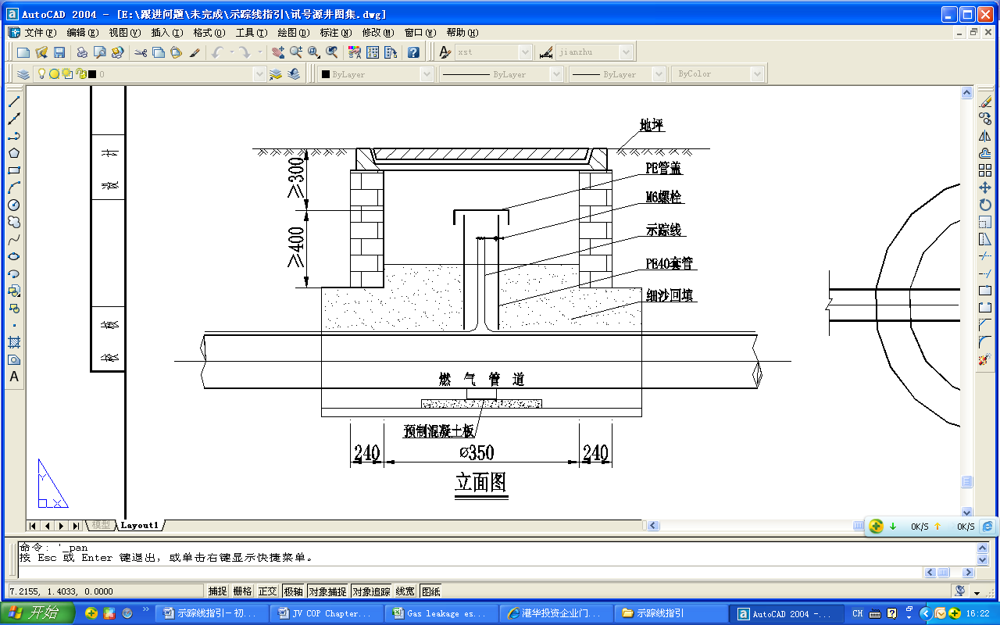 AutoCAD 2004 - [E:\跟进问题\未完成\示踪线指引\讯号源井图集.dwg]
文件(F) 编辑(E) 视图(V) 插入(I) 格式(O) 工具(T) 绘图(D) 标注(N) 修改(M) 窗口(W) 帮助(H)
xst jianzhu
0 ByLayer ByLayer ByLayer ByColor
地坪
≥300
PE管盖
M6螺栓
示踪线
≥400
PE40套管
细沙回填
计
设
核
校
燃气管道
预制混凝土板
240 ⌀350 240
立面图
Y
X
模型 Layout1
0K/S 0K/S
命令: '_pan
按 Esc 或 Enter 键退出，或单击右键显示快捷菜单。
7.2155, 1.4033, 0.0000 捕捉 栅格 正交 极轴 对象捕捉 对象追踪 线宽 图纸
开始 示踪线指引-初... JV COP Chapter... Gas leakage es... 港华投资企业门... 示踪线指引 AutoCAD 2004 -... CH 16:22